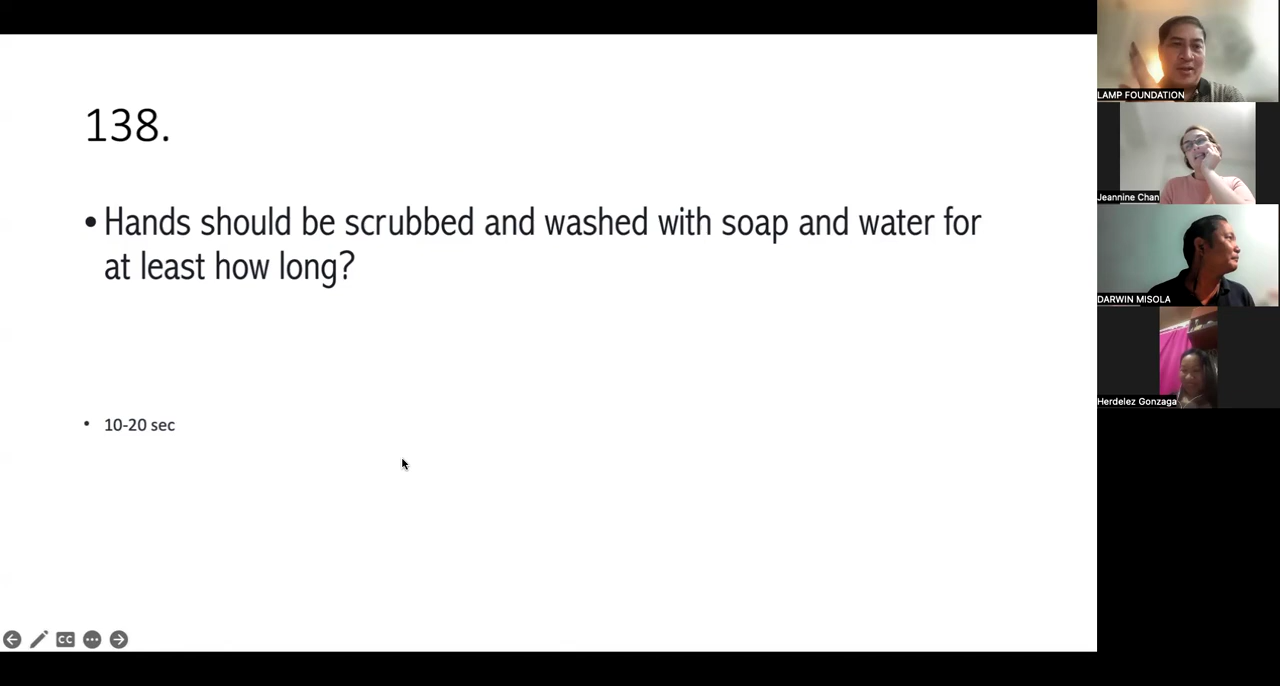 138.
• Hands should be scrubbed and washed with soap and water for
at least how long?
• 10-20 sec
CC
LAMP FOUNDATION
Jeannine Chan
DARWIN MISOLA
Herdelez Gonzaga